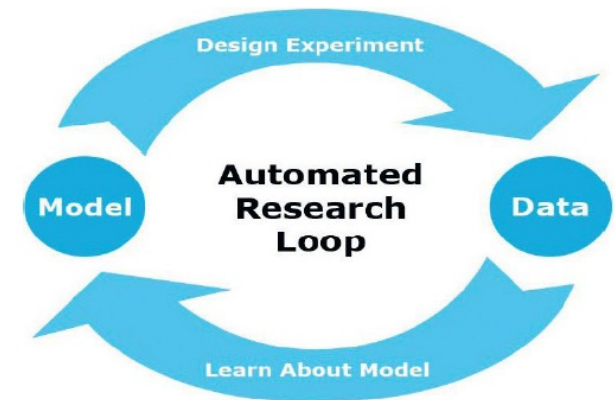 Design Experiment
Automated
Research
Loop
Model
Data
Learn About Model